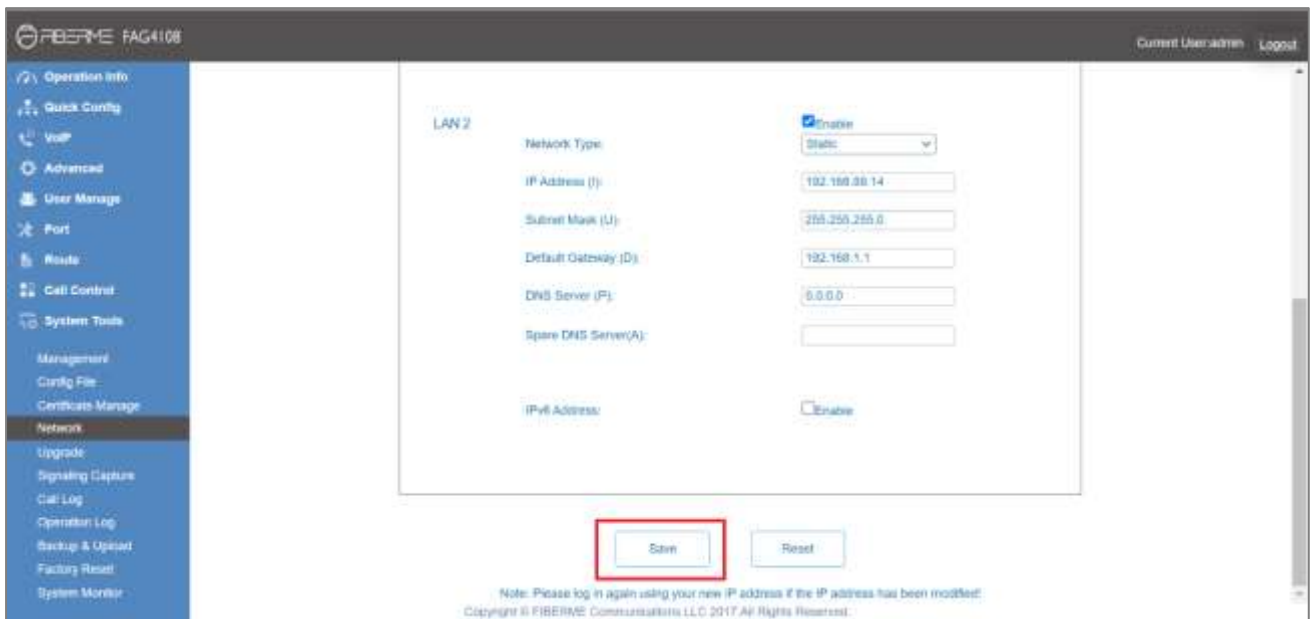 FIBERME FAG4108
Current User:admin Logout
Operation Info
Quick Config
VoIP
Advanced
User Manage
Port
Route
Call Control
System Tools
Management
Config File
Certificate Manage
Network
Upgrade
Signaling Capture
Call Log
Operation Log
Backup & Upload
Factory Reset
System Monitor
LAN 2
Enable
Network Type: Static
IP Address (I):
Subnet Mask (U): 255.255.255.0
Default Gateway (D): 192.168.1.1
DNS Server (P): 0.0.0.0
Spare DNS Server(A):
IPv6 Address: Enable
Save Reset
Note: Please log in again using your new IP address if the IP address has been modified!
Copyright © FIBERME Communications LLC 2017 All Rights Reserved.